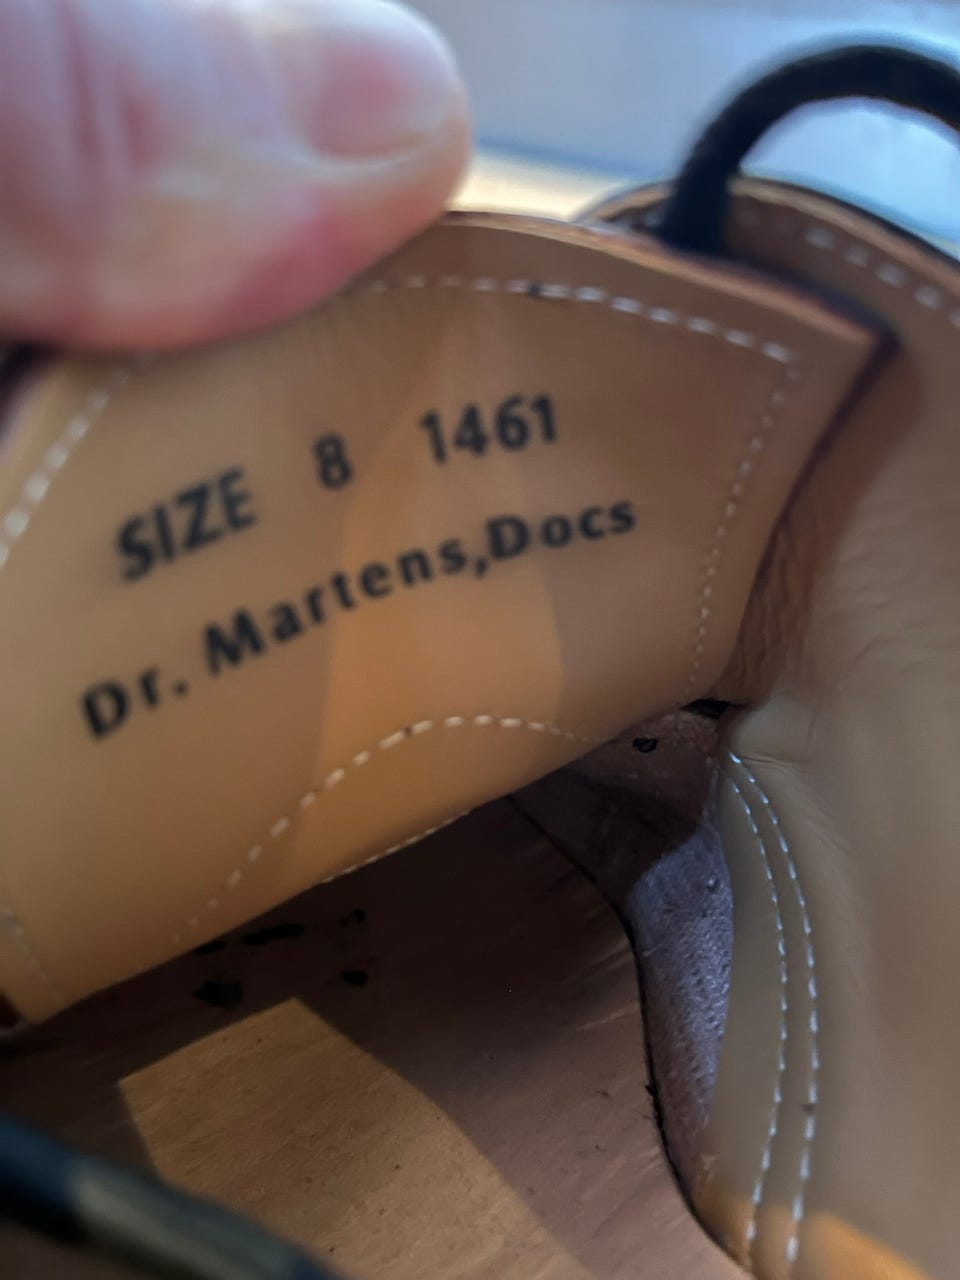 SIZE 8 1461
Dr. Martens,Docs